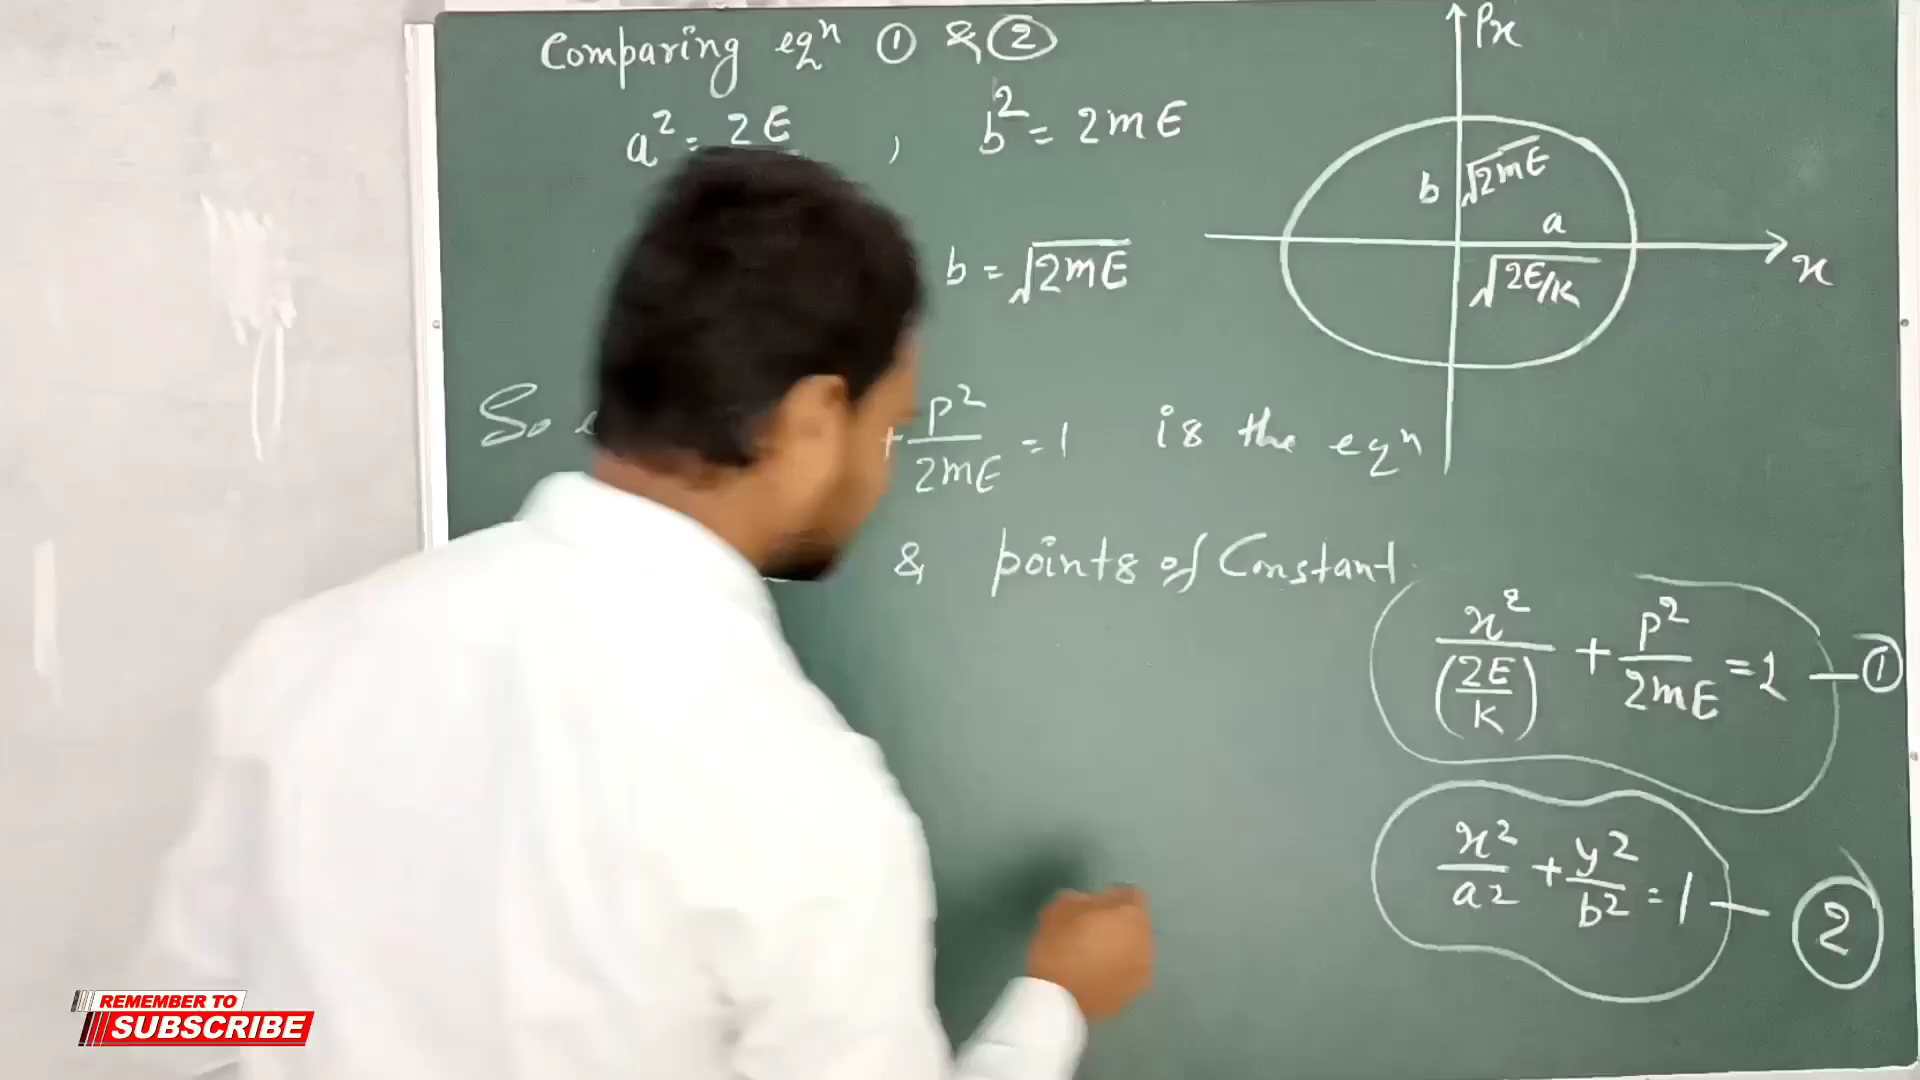 Comparing eqⁿ ① & ②
a² = 2E , b² = 2mE
b = √2mE
So + P²/2mE = 1 is the eqⁿ
& points of Constant
Px
b √2mE
a
√2E/K
x
x²/(2E/K) + P²/2mE = 1 — ①
x²/a² + y²/b² = 1 — ②
REMEMBER TO
SUBSCRIBE